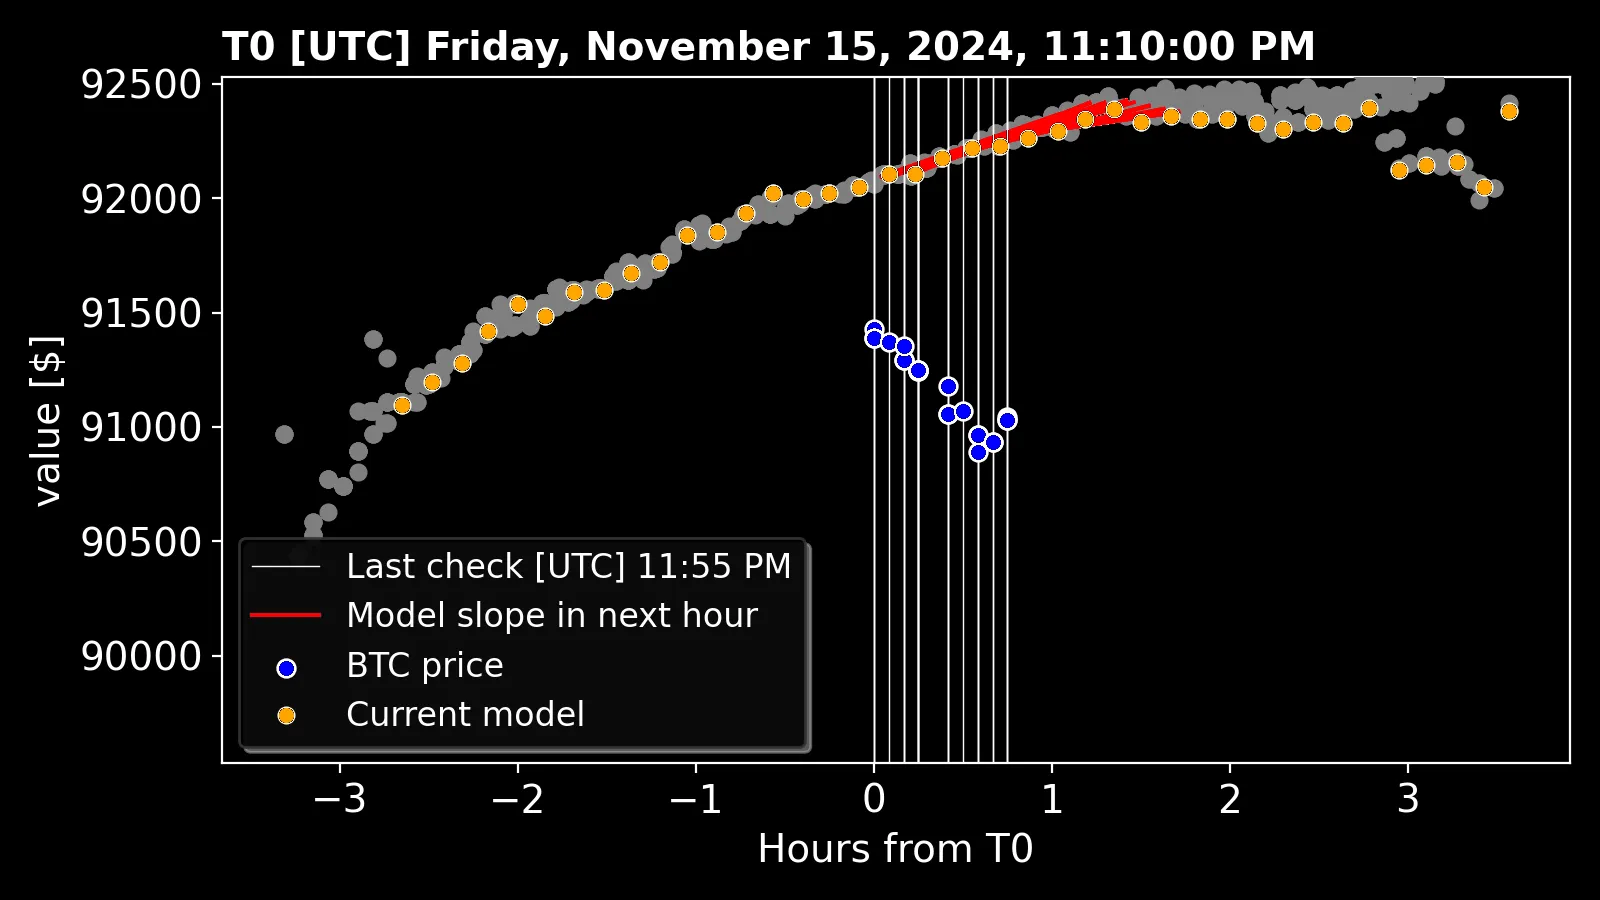 T0 [UTC] Friday, November 15, 2024, 11:10:00 PM
92500
92000
91500
91000
90500
90000
value [$]
Last check [UTC] 11:55 PM
Model slope in next hour
BTC price
Current model
−3 −2 −1 0 1 2 3
Hours from T0